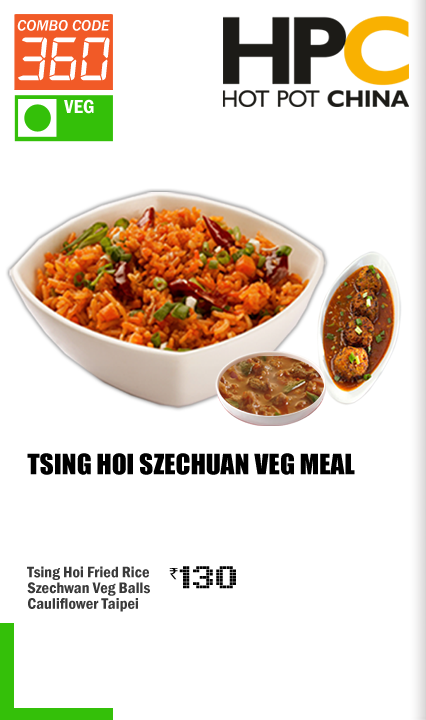 COMBO CODE
360
VEG
HPC
HOT POT CHINA
TSING HOI SZECHUAN VEG MEAL
Tsing Hoi Fried Rice
₹130
Szechwan Veg Balls
Cauliflower Taipei